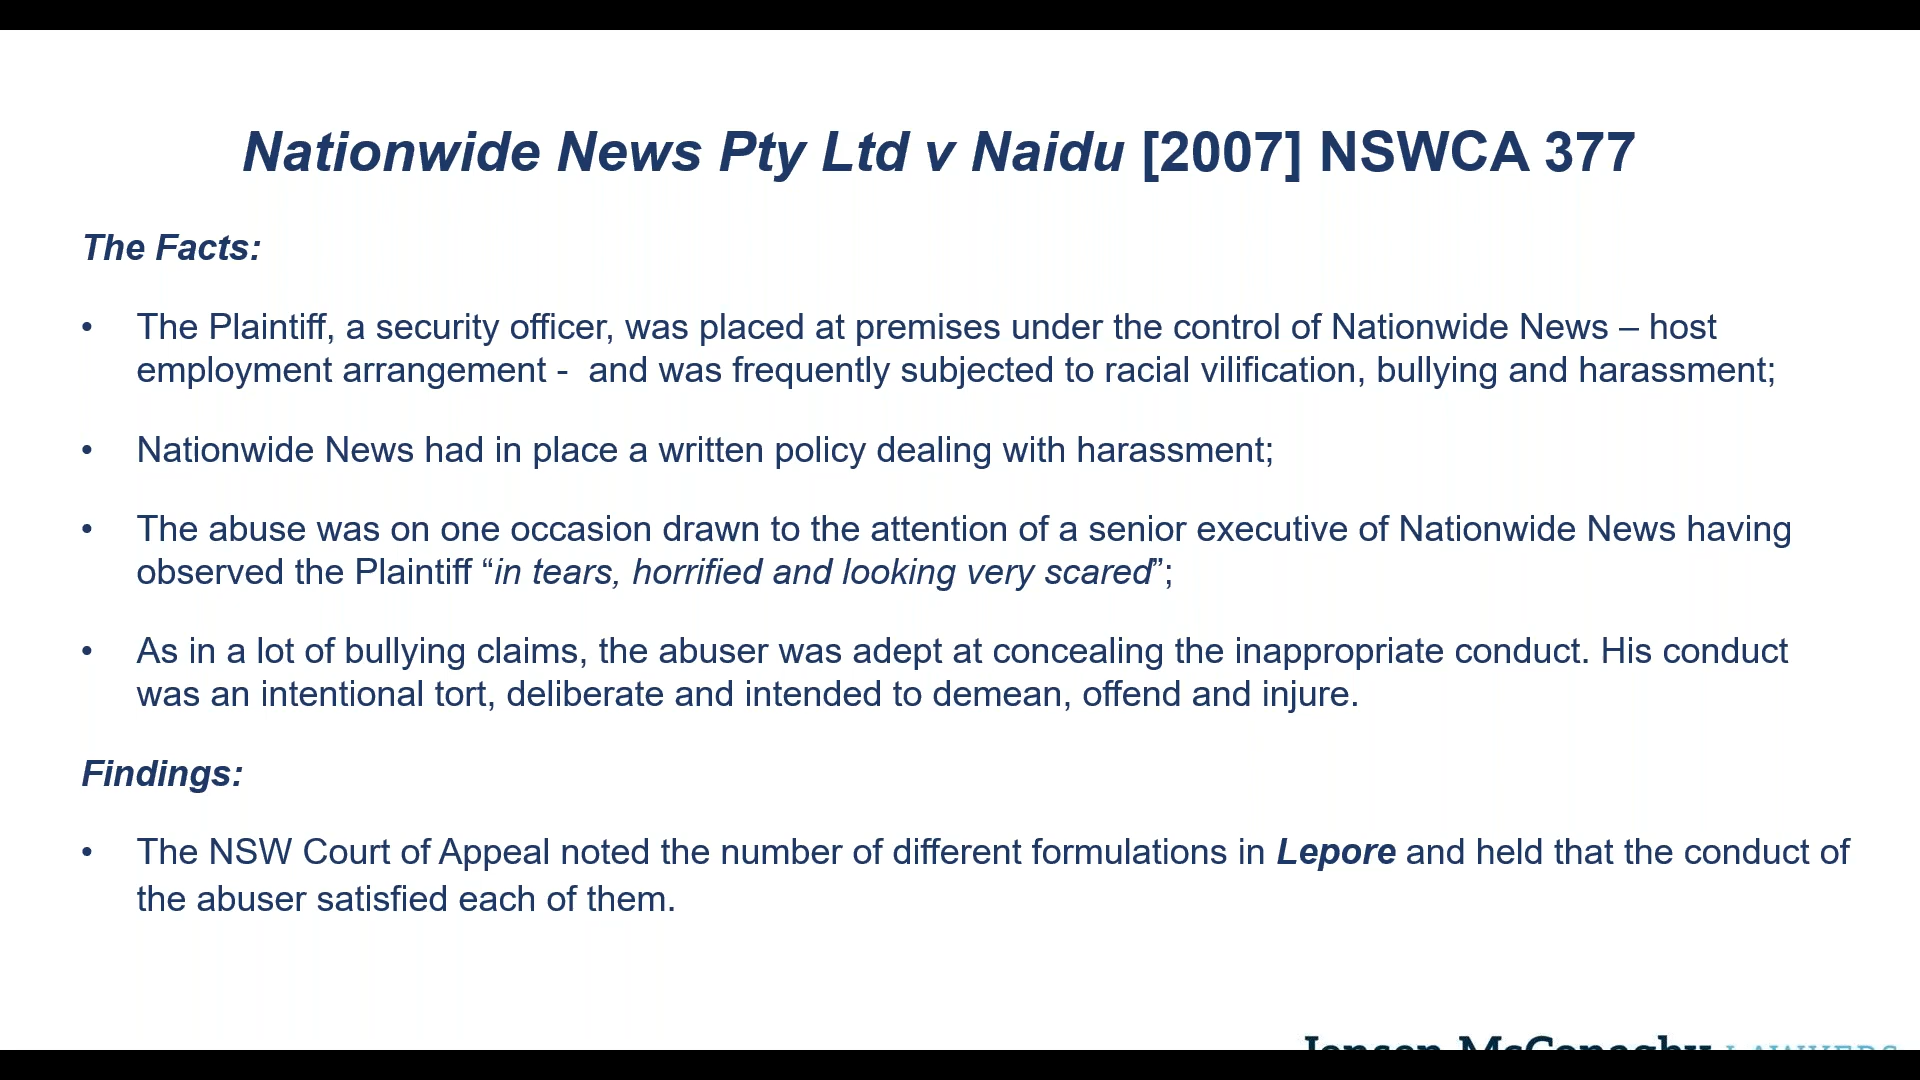 Nationwide News Pty Ltd v Naidu [2007] NSWCA 377
The Facts:
• The Plaintiff, a security officer, was placed at premises under the control of Nationwide News – host
employment arrangement -  and was frequently subjected to racial vilification, bullying and harassment;
• Nationwide News had in place a written policy dealing with harassment;
• The abuse was on one occasion drawn to the attention of a senior executive of Nationwide News having
observed the Plaintiff “in tears, horrified and looking very scared”;
• As in a lot of bullying claims, the abuser was adept at concealing the inappropriate conduct. His conduct
was an intentional tort, deliberate and intended to demean, offend and injure.
Findings:
• The NSW Court of Appeal noted the number of different formulations in Lepore and held that the conduct of
the abuser satisfied each of them.
Jensen McConaghy LAWYERS